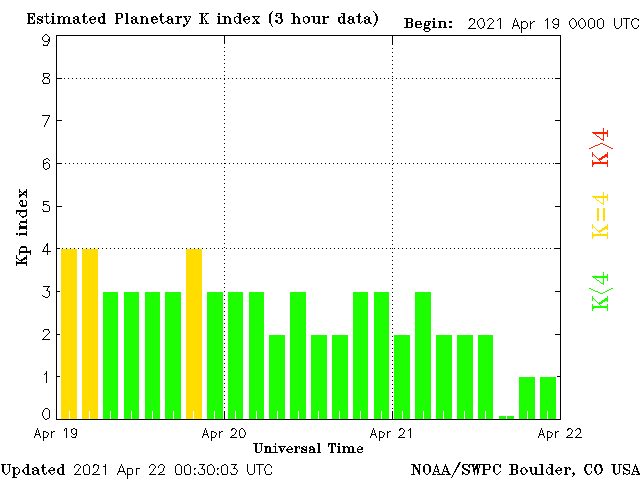 Estimated Planetary K index (3 hour data)
Begin: 2021 Apr 19 0000 UTC
9
8
7
6
5
4
3
2
1
0
Kp index
K>4
K=4
K<4
Apr 19
Apr 20
Apr 21
Apr 22
Universal Time
Updated 2021 Apr 22 00:30:03 UTC
NOAA/SWPC Boulder, CO USA